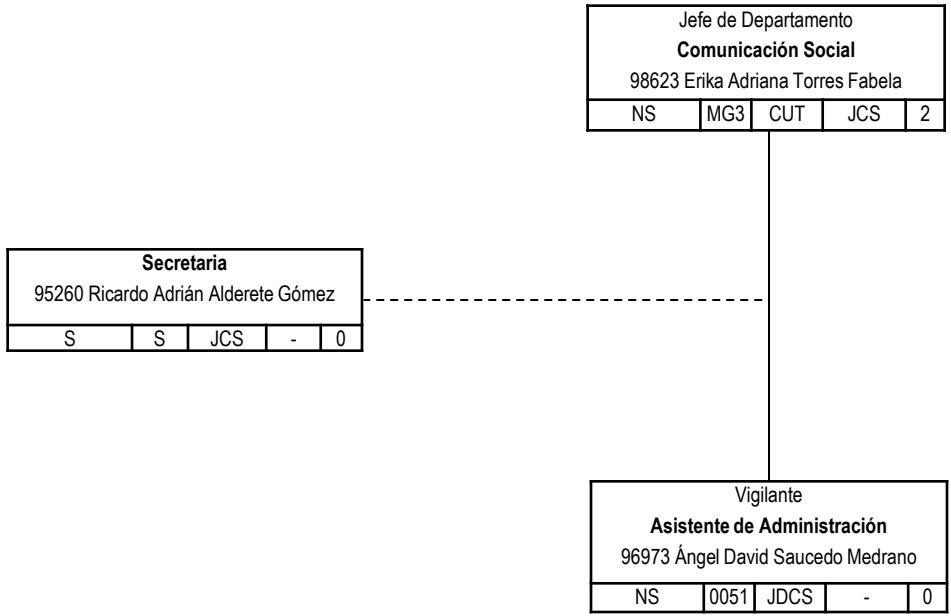 Jefe de Departamento
Comunicación Social
98623 Erika Adriana Torres Fabela
NS MG3 CUT JCS 2
Secretaria
95260 Ricardo Adrián Alderete Gómez
S S JCS - 0
Vigilante
Asistente de Administración
96973 Ángel David Saucedo Medrano
NS 0051 JDCS - 0